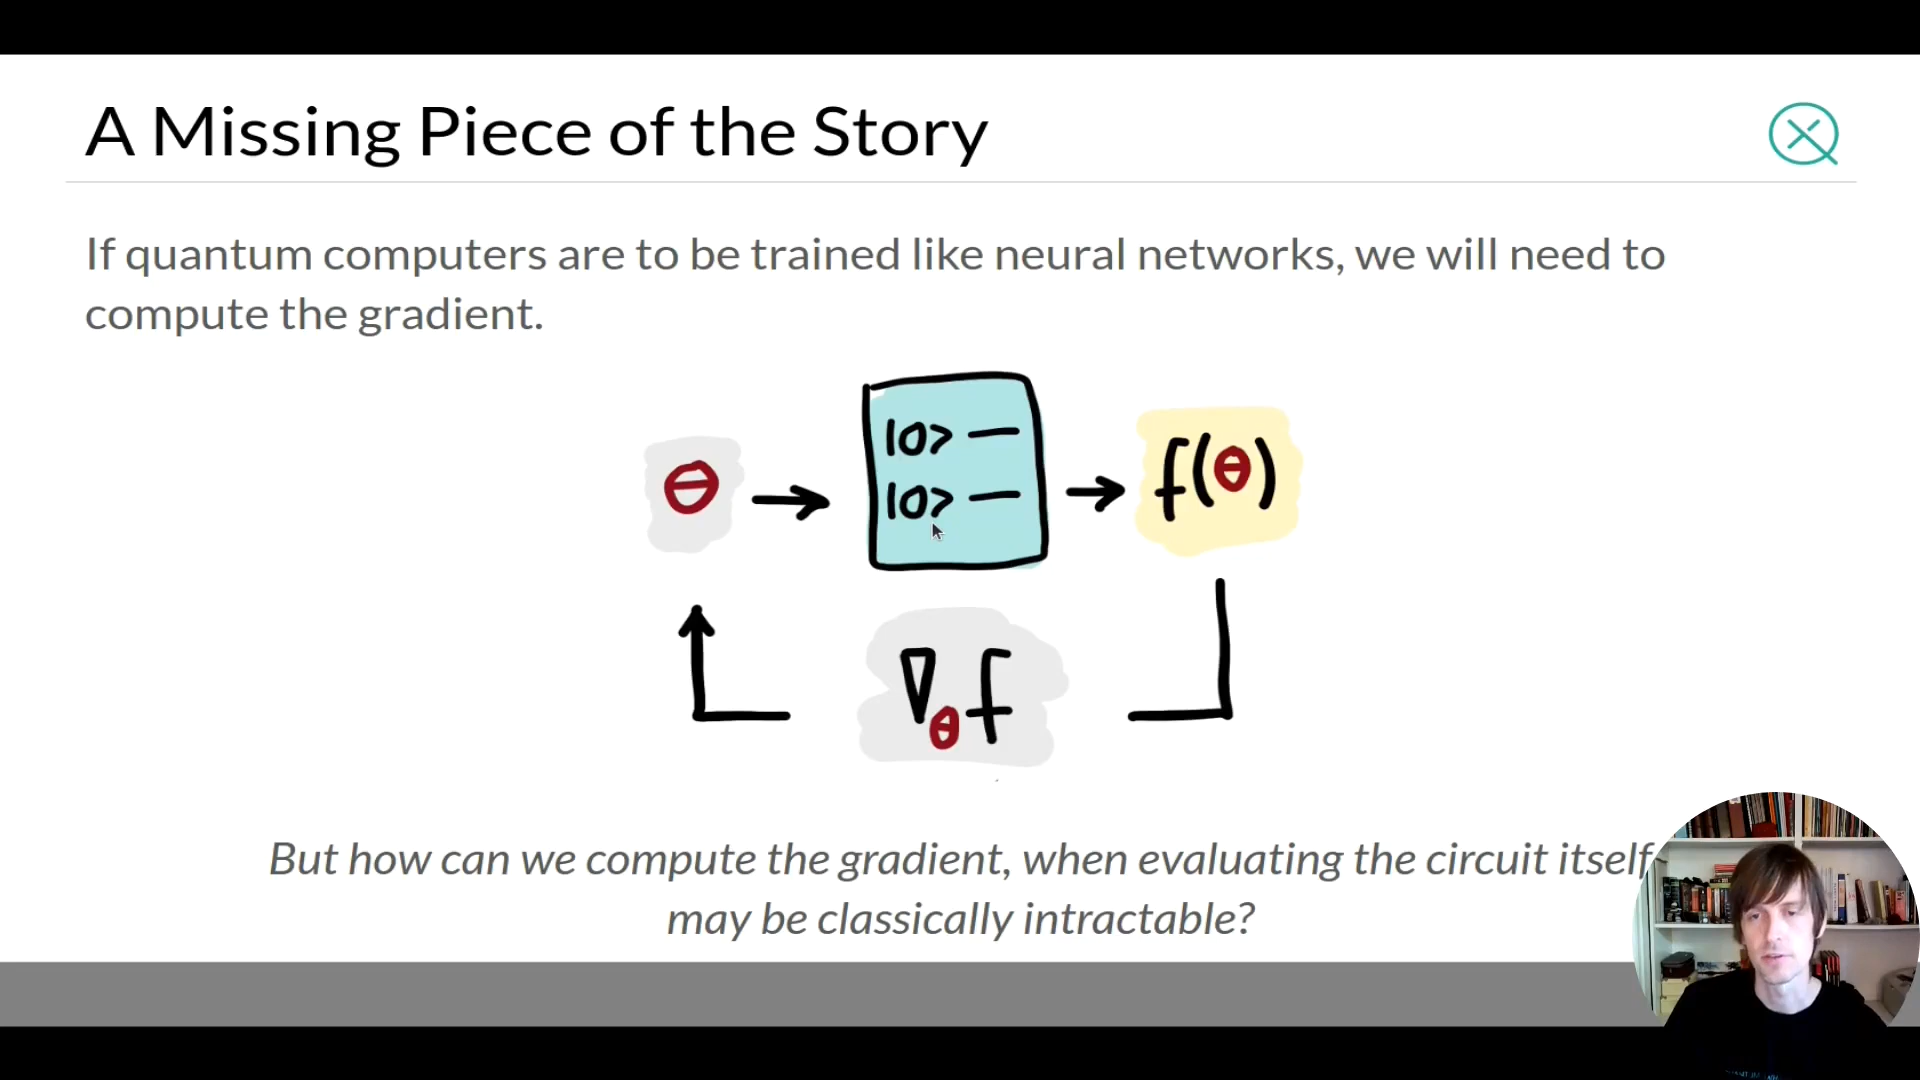 A Missing Piece of the Story
If quantum computers are to be trained like neural networks, we will need to
compute the gradient.
θ → |0> — → f(θ)
|0> —
∇θ f
But how can we compute the gradient, when evaluating the circuit itself
may be classically intractable?